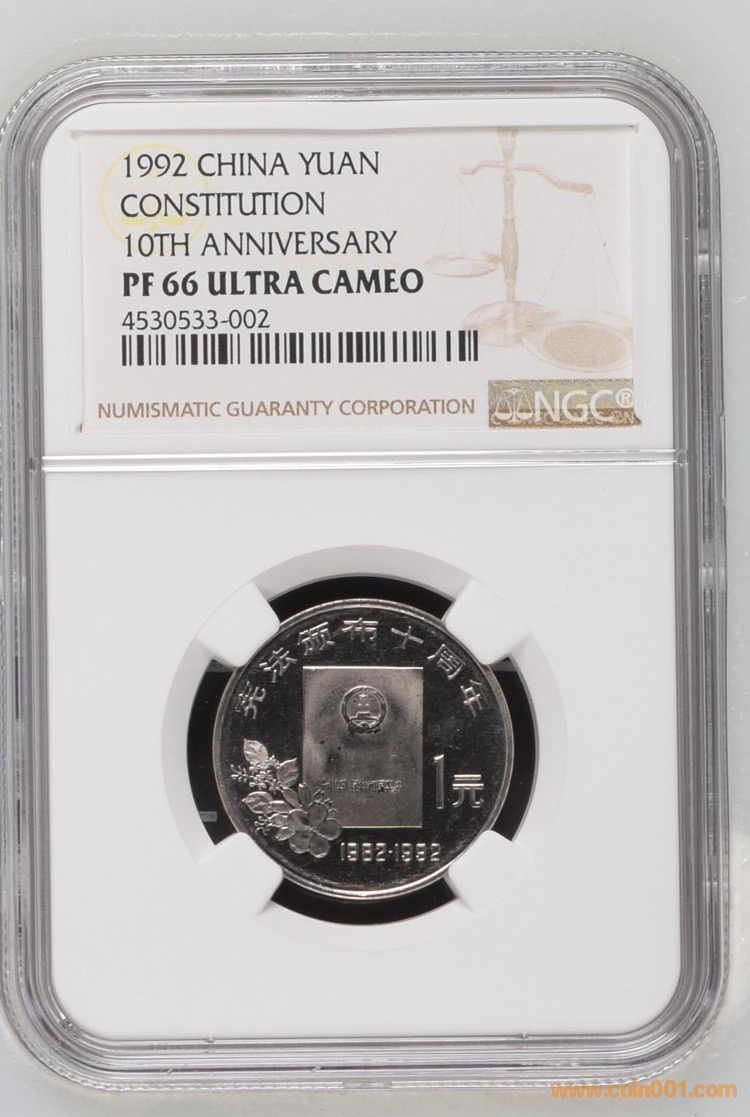 1992 CHINA YUAN
CONSTITUTION
10TH ANNIVERSARY
PF 66 ULTRA CAMEO
4530533-002
NUMISMATIC GUARANTY CORPORATION
NGC®
宪法颁布十周年
1元
1982·1992
www.coin001.com